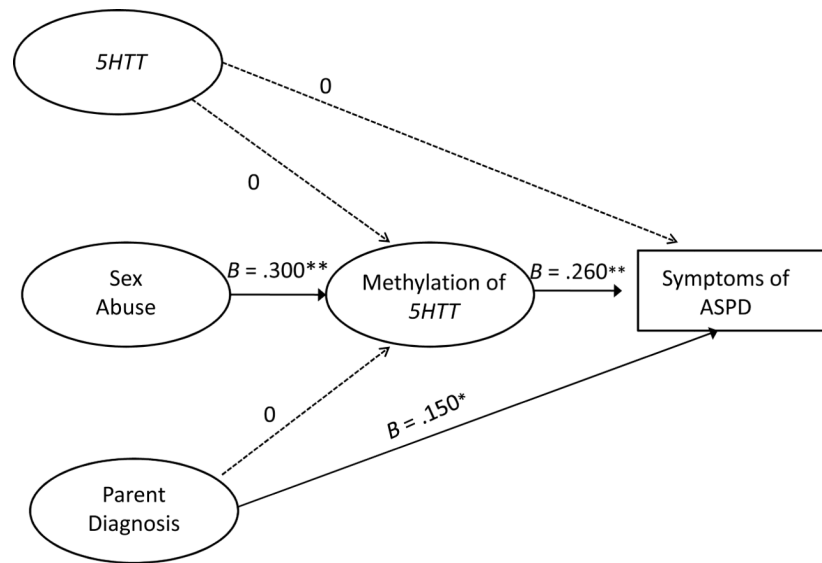 5HTT
0
0
Sex
Abuse
B = .300**
Methylation of
5HTT
B = .260**
Symptoms of
ASPD
0
B = .150*
Parent
Diagnosis